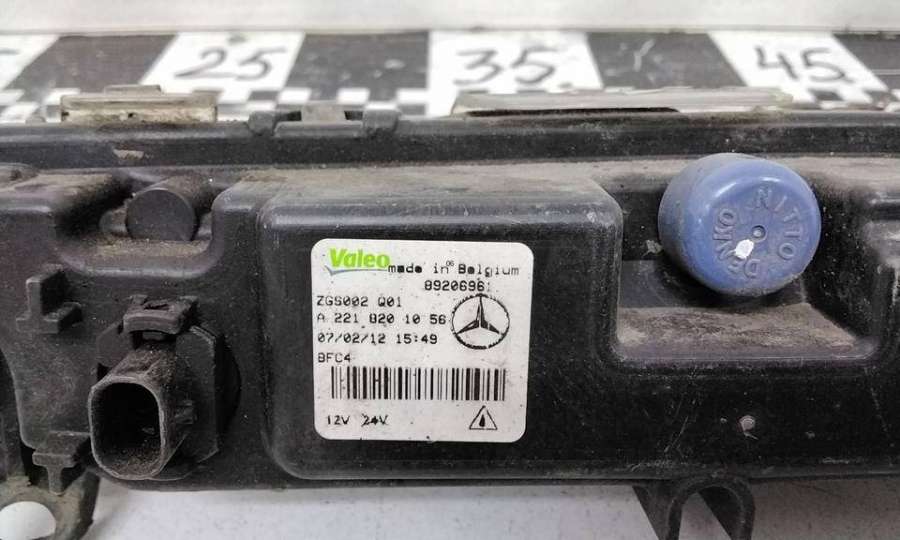 25 35 45
Valeo made in 06 Belgium
89206961
ZGS002 Q01
A 221 820 10 56
07/02/12 15:49
BFC4
12V 24V
NITTO
DENKO